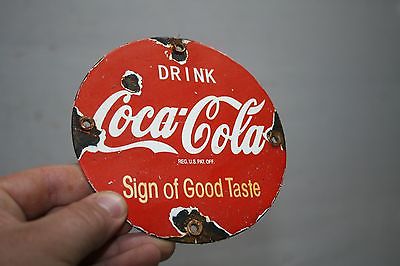 DRINK
Coca-Cola
REG. U.S. PAT. OFF.
Sign of Good Taste